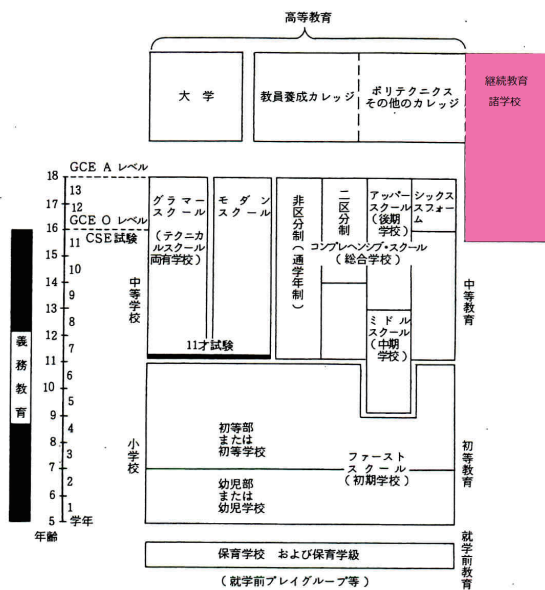 高等教育
大学
教員養成カレッジ
ポリテクニクス
その他のカレッジ
継続教育
諸学校
GCE A レベル
GCE O レベル
CSE試験
18
17
16
15
14
13
12
11
10
9
8
7
6
5
13
12
11
10
9
8
7
6
5
4
3
2
1
年齢
学年
義務教育
中等学校
小学校
グラマー
スクール
(テクニカ
ルスクール
両有学校)
モダン
スクール
11才試験
非区分制(通学年制)
二区分制
アッパー
スクール
(後期
学校)
シックス
スフォー
ム
コンプレヘンシブ・スクール
(総合学校)
ミドル
スクール
(中期
学校)
中等教育
初等部
または
初等学校
幼児部
または
幼児学校
ファースト
スクール
(初期学校)
初等教育
保育学校 および保育学級
(就学前プレイグループ等)
就学前教育